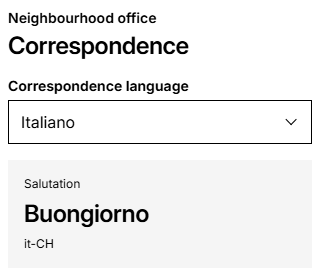 Neighbourhood office
Correspondence
Correspondence language
Italiano
Salutation
Buongiorno
it-CH